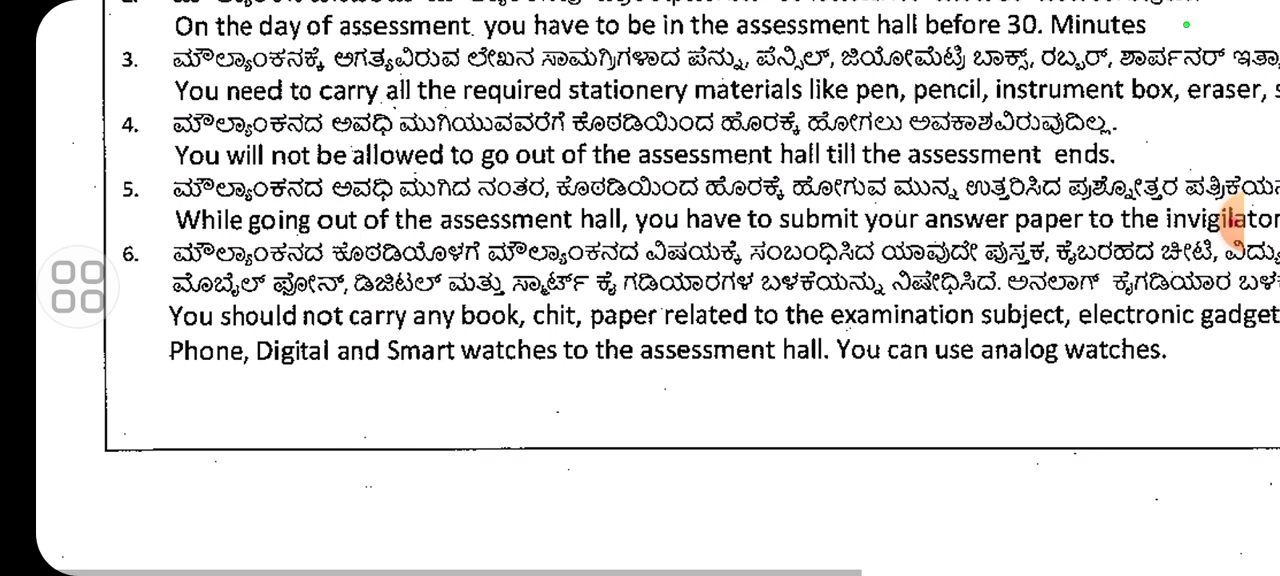 On the day of assessment you have to be in the assessment hall before 30. Minutes
3. ಮೌಲ್ಯಾಂಕನಕ್ಕೆ ಅಗತ್ಯವಿರುವ ಲೇಖನ ಸಾಮಗ್ರಿಗಳಾದ ಪೆನ್ನು, ಪೆನ್ಸಿಲ್, ಜಿಯೋಮೆಟ್ರಿ ಬಾಕ್ಸ್, ರಬ್ಬರ್, ಶಾರ್ಪನರ್
You need to carry all the required stationery materials like pen, pencil, instrument box, eraser,
4. ಮೌಲ್ಯಾಂಕನದ ಅವಧಿ ಮುಗಿಯುವವರೆಗೆ ಕೊಠಡಿಯಿಂದ ಹೊರಕ್ಕೆ ಹೋಗಲು ಅವಕಾಶವಿರುವುದಿಲ್ಲ.
You will not be allowed to go out of the assessment hall till the assessment ends.
5. ಮೌಲ್ಯಾಂಕನದ ಅವಧಿ ಮುಗಿದ ನಂತರ, ಕೊಠಡಿಯಿಂದ ಹೊರಕ್ಕೆ ಹೋಗುವ ಮುನ್ನ ಉತ್ತರಿಸಿದ ಪ್ರಶ್ನೋತ್ತರ
While going out of the assessment hall, you have to submit your answer paper to the invigilator
6. ಮೌಲ್ಯಾಂಕನದ ಕೊಠಡಿಯೊಳಗೆ ಮೌಲ್ಯಾಂಕನದ ವಿಷಯಕ್ಕೆ ಸಂಬಂಧಿಸಿದ ಯಾವುದೇ ಪುಸ್ತಕ, ಕೈಬರಹದ ಚೀಟಿ,
ಮೊಬೈಲ್ ಫೋನ್, ಡಿಜಿಟಲ್ ಮತ್ತು ಸ್ಮಾರ್ಟ್ ಕೈ ಗಡಿಯಾರಗಳ ಬಳಕೆಯನ್ನು ನಿಷೇಧಿಸಿದೆ. ಅನಲಾಗ್ ಕೈಗಡಿಯಾರ
You should not carry any book, chit, paper related to the examination subject, electronic gadget
Phone, Digital and Smart watches to the assessment hall. You can use analog watches.